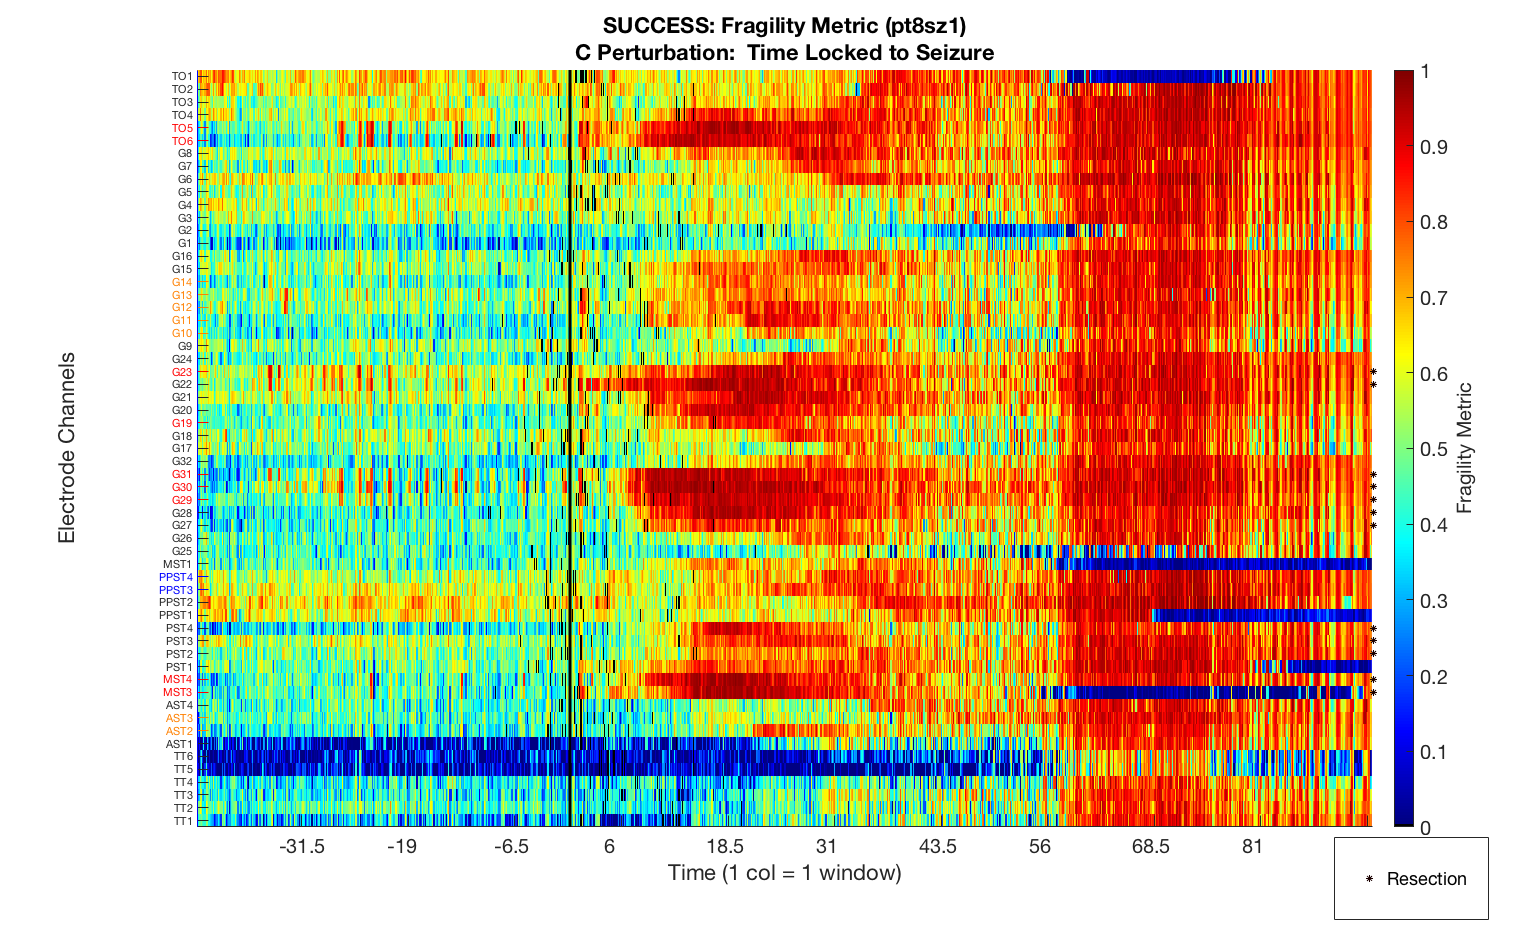 SUCCESS: Fragility Metric (pt8sz1)
C Perturbation:  Time Locked to Seizure
Electrode Channels
TO1
TO2
TO3
TO4
TO5
TO6
G8
G7
G6
G5
G4
G3
G2
G1
G16
G15
G14
G13
G12
G11
G10
G9
G24
G23
G22
G21
G20
G19
G18
G17
G32
G31
G30
G29
G28
G27
G26
G25
MST1
PPST4
PPST3
PPST2
PPST1
PST4
PST3
PST2
PST1
MST4
MST3
AST4
AST3
AST2
AST1
TT6
TT5
TT4
TT3
TT2
TT1
-31.5 -19 -6.5 6 18.5 31 43.5 56 68.5 81
Time (1 col = 1 window)
1
0.9
0.8
0.7
0.6
0.5
0.4
0.3
0.2
0.1
0
Fragility Metric
* Resection